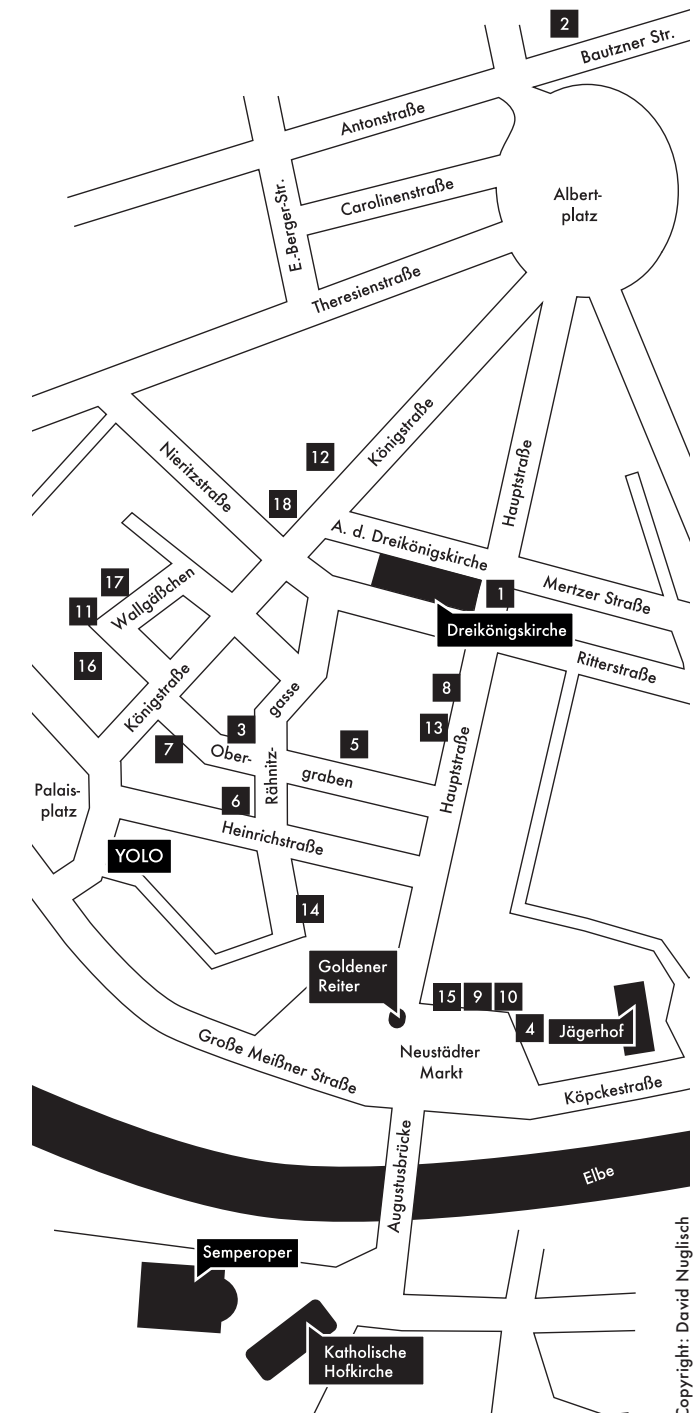 2
Bautzner Str.
Antonstraße
Albert-
platz
Carolinenstraße
E.-Berger-Str.
Theresienstraße
Königstraße
12
Nieritzstraße
18
Hauptstraße
A. d. Dreikönigskirche
17
Wallgäßchen
11
1
Mertzer Straße
Dreikönigskirche
16
Ritterstraße
Königstraße
gasse
8
3
13
5
7
Ober-
Rähnitz-
graben
Hauptstraße
Palais-
platz
6
Heinrichstraße
YOLO
14
Goldener
Reiter
15
9
10
4
Jägerhof
Neustädter
Markt
Große Meißner Straße
Köpckestraße
Augustusbrücke
Elbe
Semperoper
Katholische
Hofkirche
Copyright: David Nuglisch